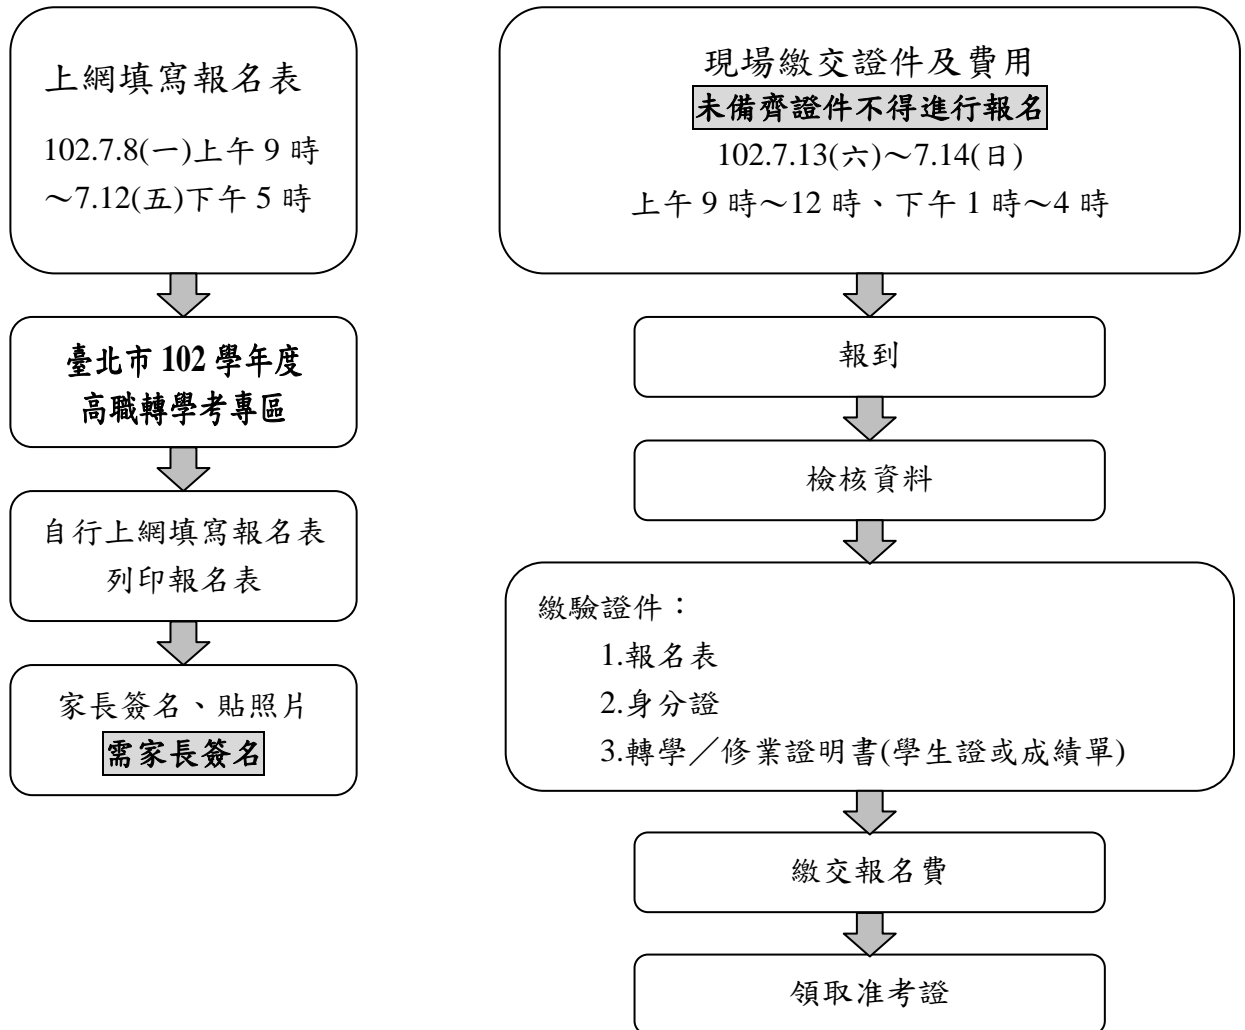 上網填寫報名表
102.7.8(一)上午 9 時
～7.12(五)下午 5 時
臺北市 102 學年度
高職轉學考專區
自行上網填寫報名表
列印報名表
家長簽名、貼照片
需家長簽名
現場繳交證件及費用
未備齊證件不得進行報名
102.7.13(六)～7.14(日)
上午 9 時～12 時、下午 1 時～4 時
報到
檢核資料
繳驗證件：
1.報名表
2.身分證
3.轉學／修業證明書(學生證或成績單)
繳交報名費
領取准考證